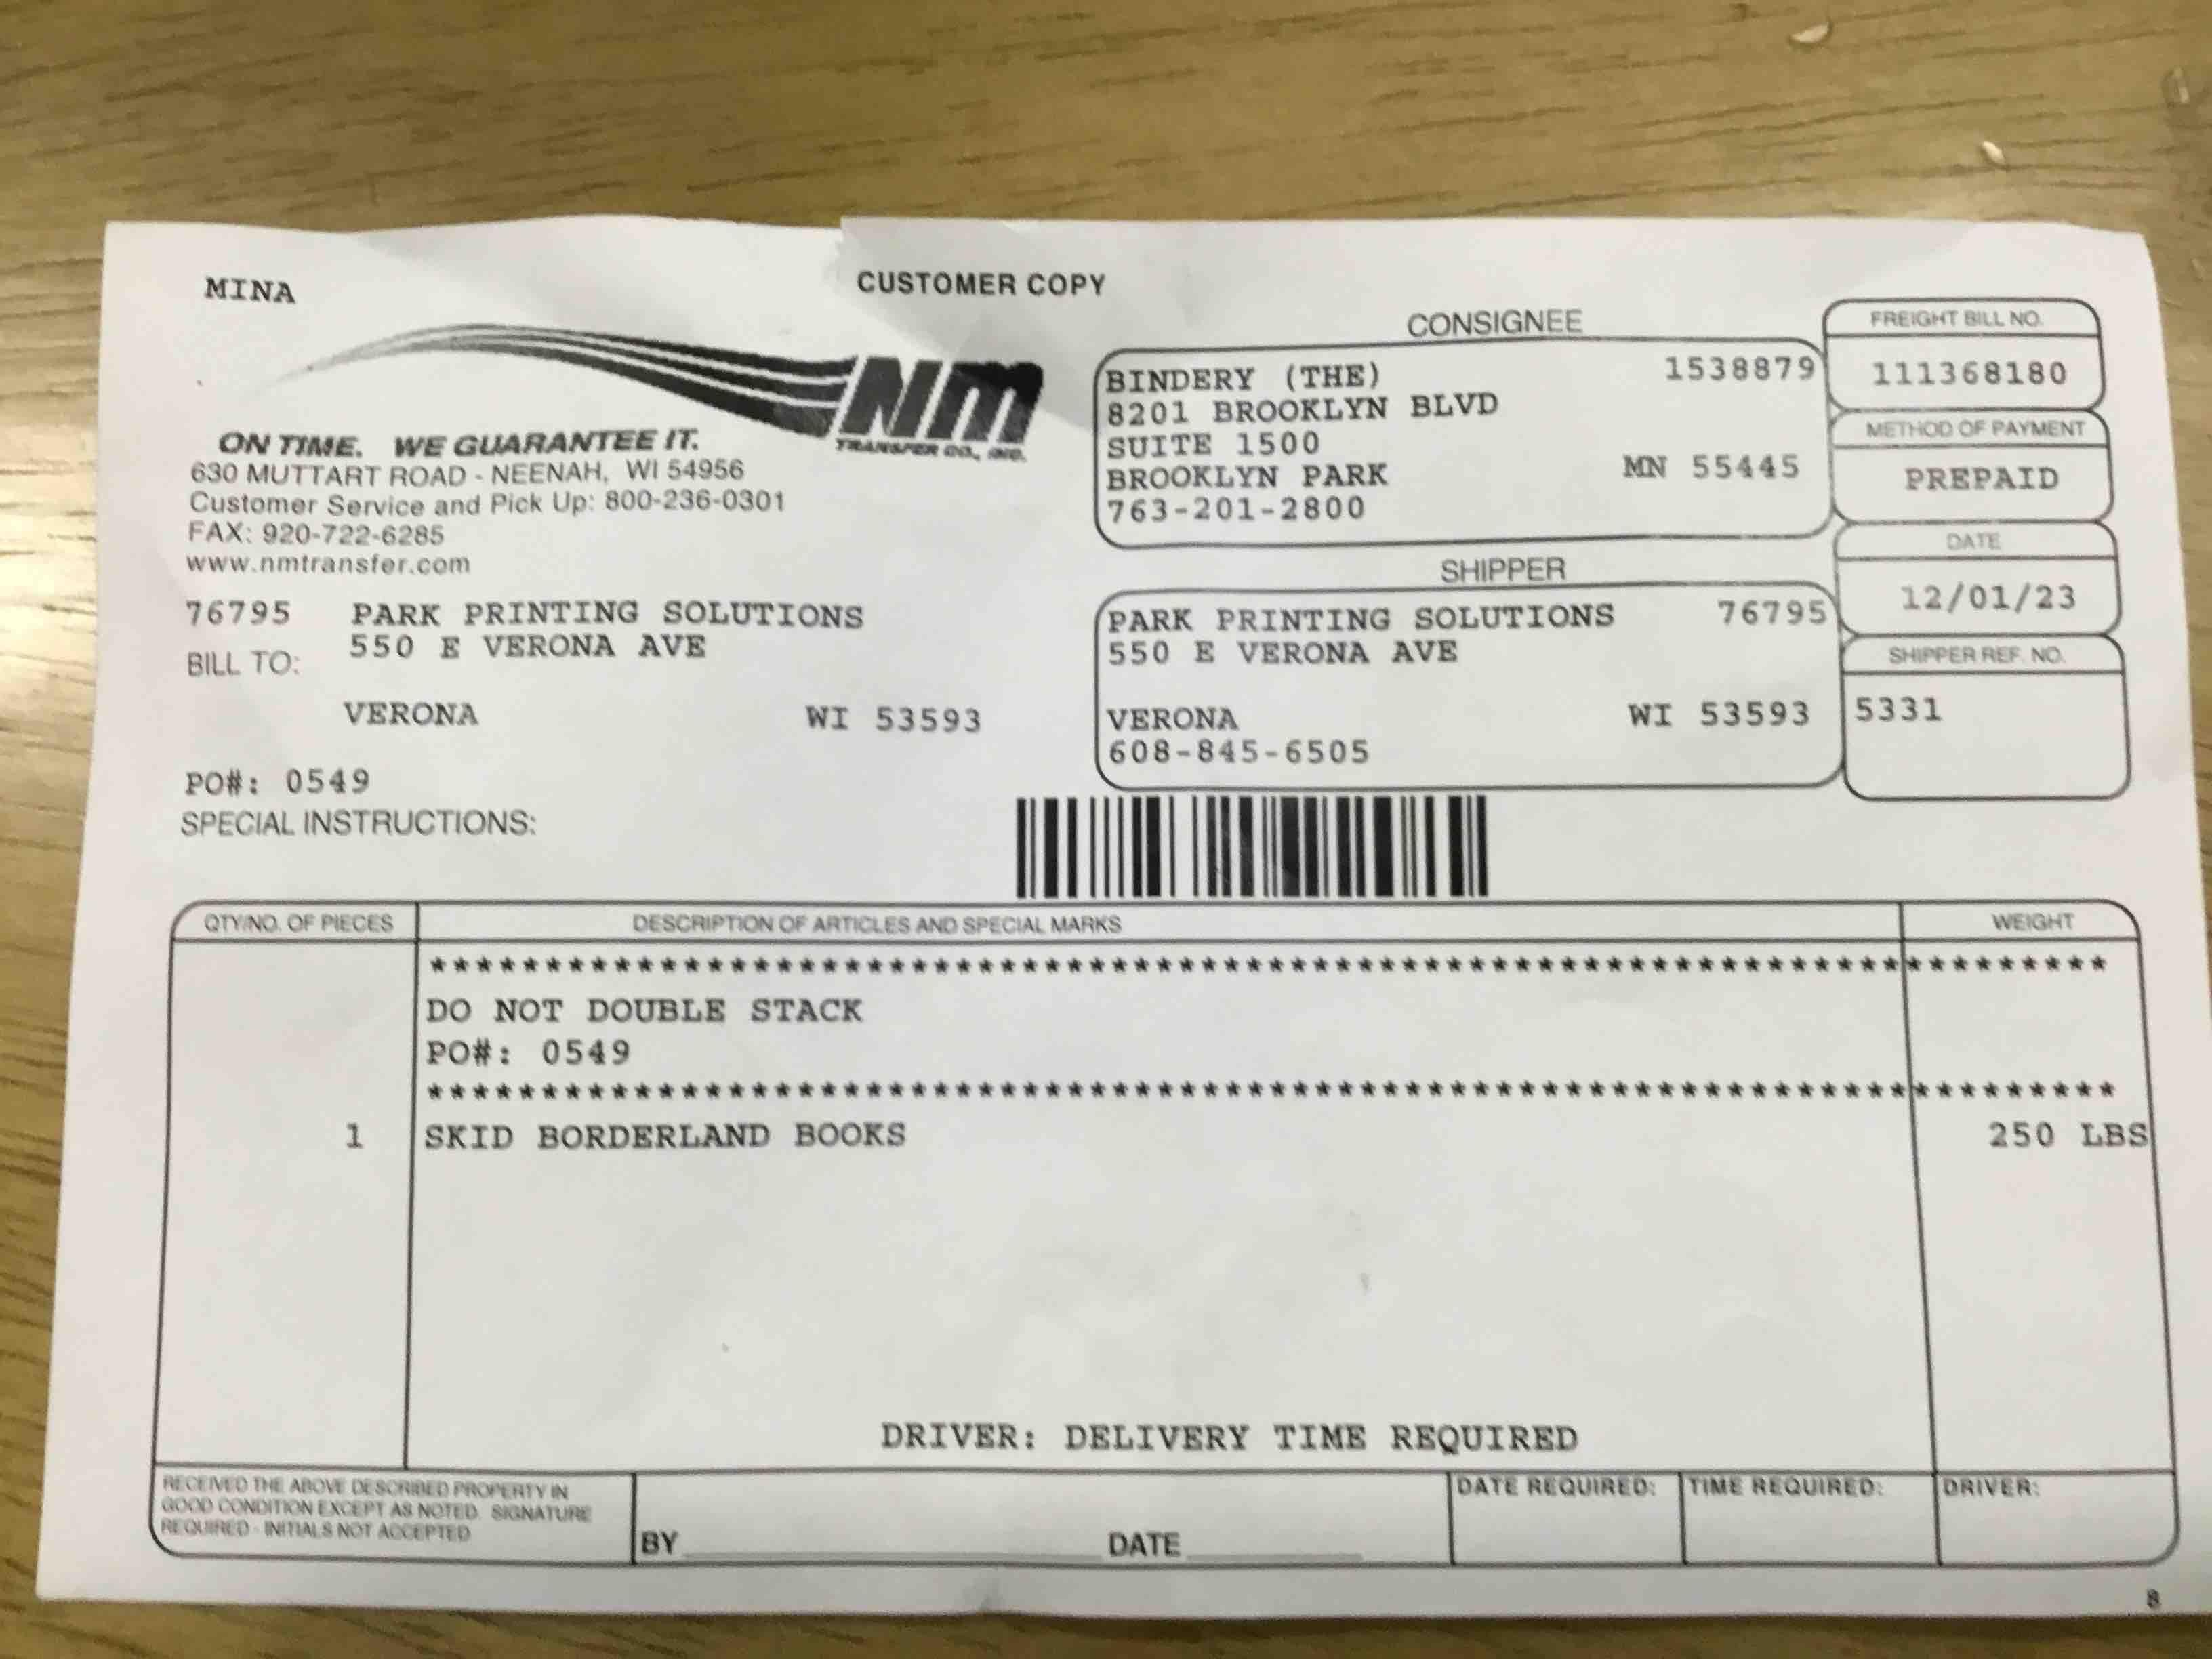 MINA
CUSTOMER COPY
NM
TRANSFER CO., INC.
ON TIME. WE GUARANTEE IT.
630 MUTTART ROAD - NEENAH, WI 54956
Customer Service and Pick Up: 800-236-0301
FAX: 920-722-6285
www.nmtransfer.com
CONSIGNEE
BINDERY (THE) 1538879
8201 BROOKLYN BLVD
SUITE 1500
BROOKLYN PARK MN 55445
763-201-2800
FREIGHT BILL NO.
111368180
METHOD OF PAYMENT
PREPAID
DATE
12/01/23
SHIPPER REF. NO.
5331
76795 PARK PRINTING SOLUTIONS
550 E VERONA AVE
BILL TO:
VERONA WI 53593
SHIPPER
PARK PRINTING SOLUTIONS 76795
550 E VERONA AVE
VERONA WI 53593
608-845-6505
PO#: 0549
SPECIAL INSTRUCTIONS:
QTY/NO. OF PIECES DESCRIPTION OF ARTICLES AND SPECIAL MARKS WEIGHT
**************************************************************************
DO NOT DOUBLE STACK
PO#: 0549
**************************************************************************
1 SKID BORDERLAND BOOKS 250 LBS
DRIVER: DELIVERY TIME REQUIRED
RECEIVED THE ABOVE DESCRIBED PROPERTY IN
GOOD CONDITION EXCEPT AS NOTED. SIGNATURE
REQUIRED - INITIALS NOT ACCEPTED
BY DATE
DATE REQUIRED: TIME REQUIRED: DRIVER:
8